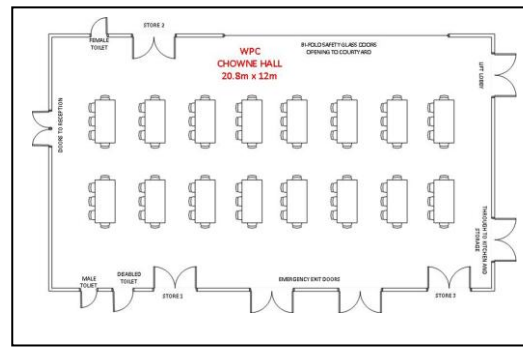 FEMALE
TOILET
STORE 2
WPC
CHOWNE HALL
20.8m x 12m
BI-FOLD SAFETY GLASS DOORS
OPENING TO COURTYARD
LIFT LOBBY
DOORS TO RECEPTION
THROUGH TO KITCHEN AND
STORAGE
MALE
TOLIET
DISABLED
TOILET
STORE 1
EMERGENCY EXIT DOORS
STORE 3